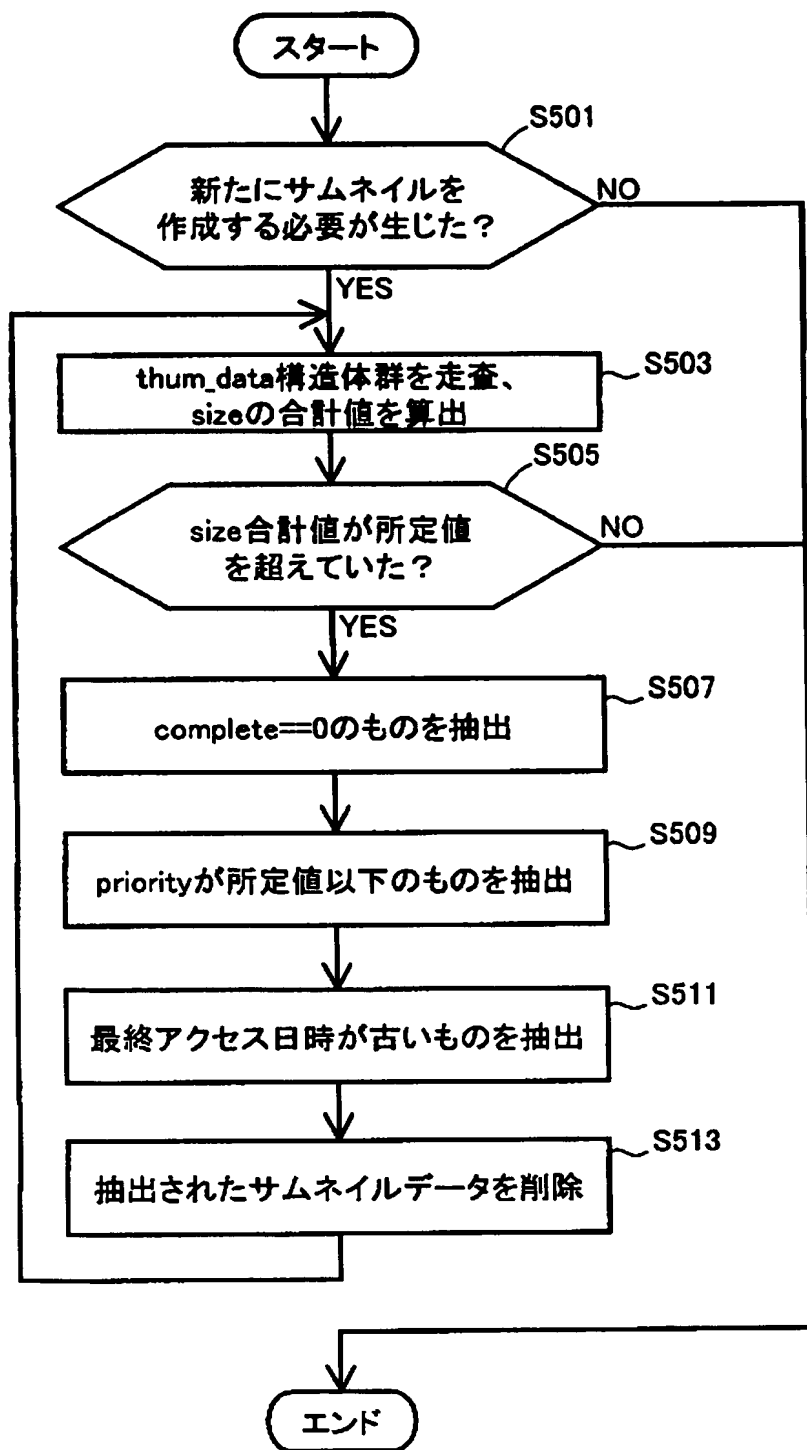 スタート
S501
新たにサムネイルを
作成する必要が生じた?
NO
YES
S503
thum_data構造体群を走査、
sizeの合計値を算出
S505
size合計値が所定値
を超えていた?
NO
YES
S507
complete==0のものを抽出
S509
priorityが所定値以下のものを抽出
S511
最終アクセス日時が古いものを抽出
S513
抽出されたサムネイルデータを削除
エンド